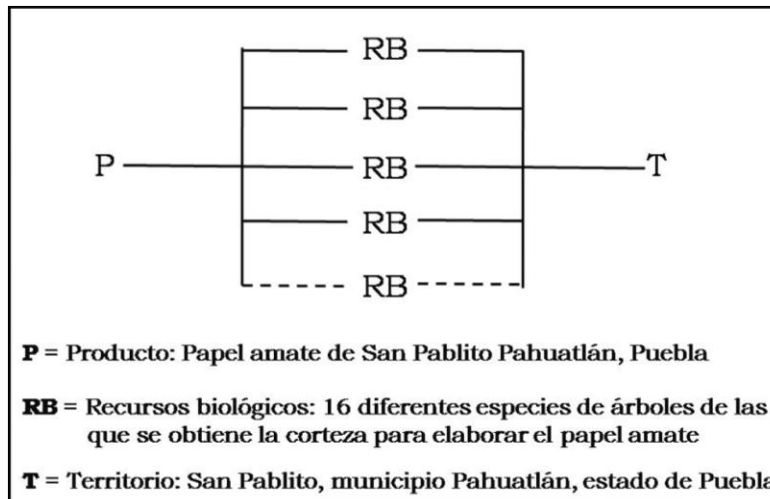 RB
RB
P RB T
RB
RB
P = Producto: Papel amate de San Pablito Pahuatlán, Puebla
RB = Recursos biológicos: 16 diferentes especies de árboles de las
que se obtiene la corteza para elaborar el papel amate
T = Territorio: San Pablito, municipio Pahuatlán, estado de Puebla